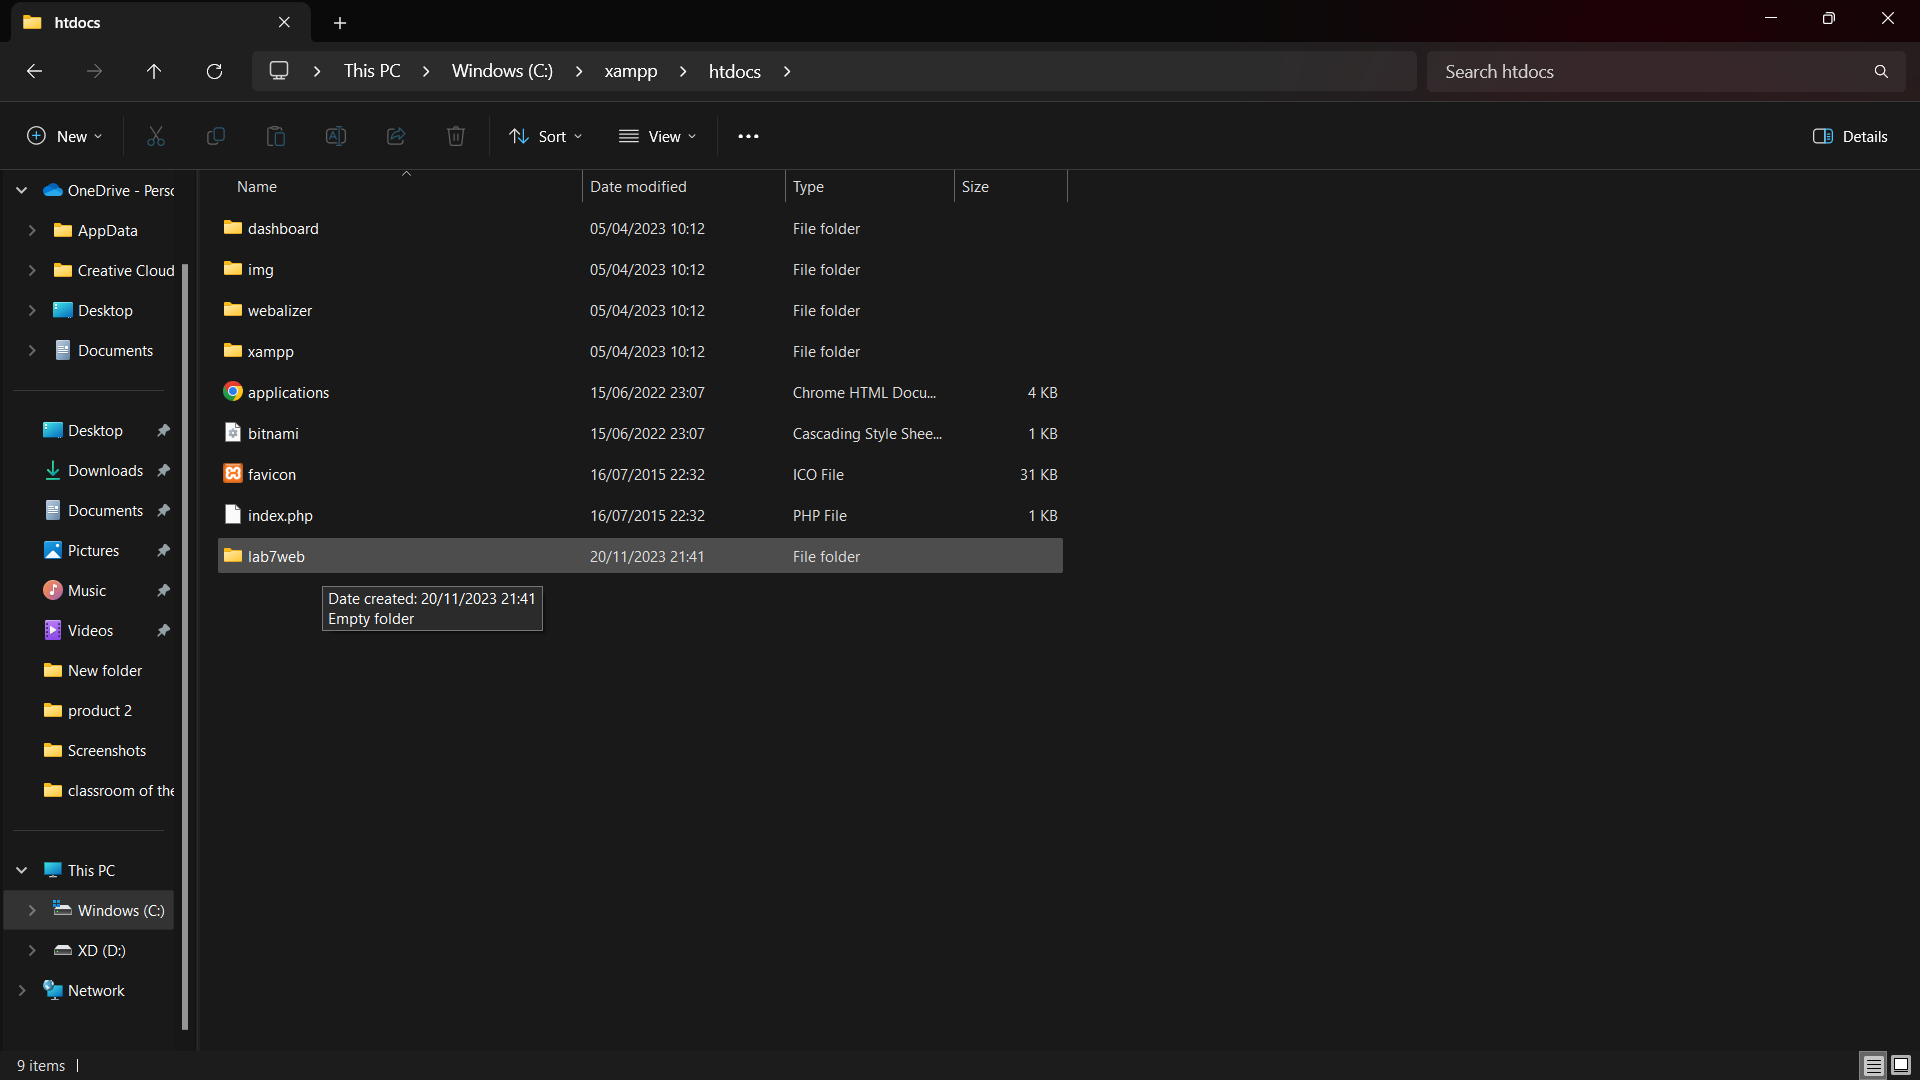 htdocs
This PC > Windows (C:) > xampp > htdocs >
Search htdocs
New
Sort
View
Details
OneDrive - Perso
AppData
Creative Cloud
Desktop
Documents
Desktop
Downloads
Documents
Pictures
Music
Videos
New folder
product 2
Screenshots
classroom of the
This PC
Windows (C:)
XD (D:)
Network
Name Date modified Type Size
dashboard 05/04/2023 10:12 File folder
img 05/04/2023 10:12 File folder
webalizer 05/04/2023 10:12 File folder
xampp 05/04/2023 10:12 File folder
applications 15/06/2022 23:07 Chrome HTML Docu... 4 KB
bitnami 15/06/2022 23:07 Cascading Style Shee... 1 KB
favicon 16/07/2015 22:32 ICO File 31 KB
index.php 16/07/2015 22:32 PHP File 1 KB
lab7web 20/11/2023 21:41 File folder
Date created: 20/11/2023 21:41
Empty folder
9 items